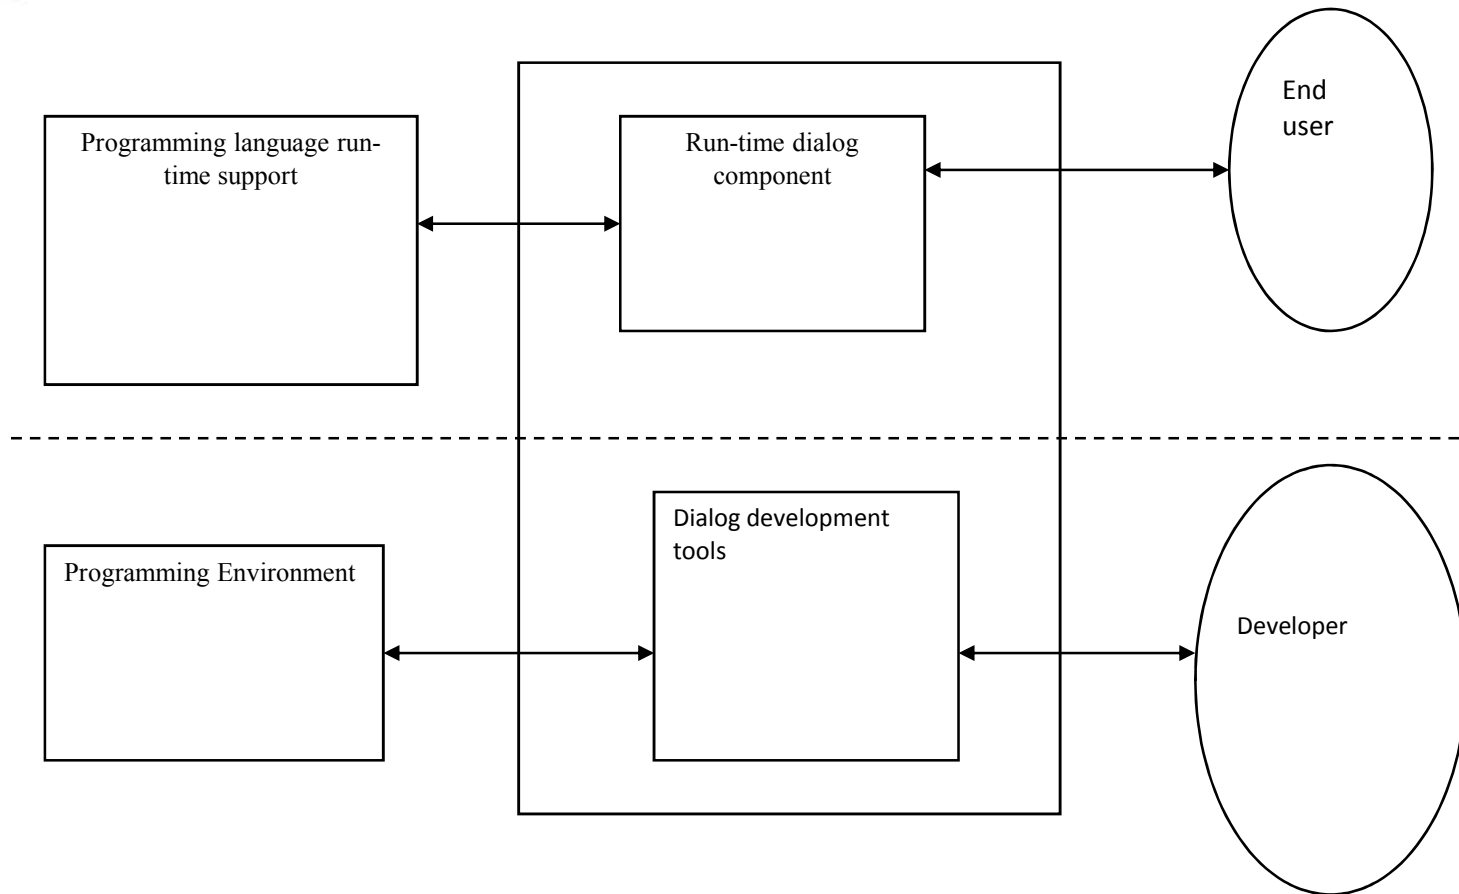 End
user
Programming language run-
time support
Run-time dialog
component
Dialog development
tools
Programming Environment
Developer